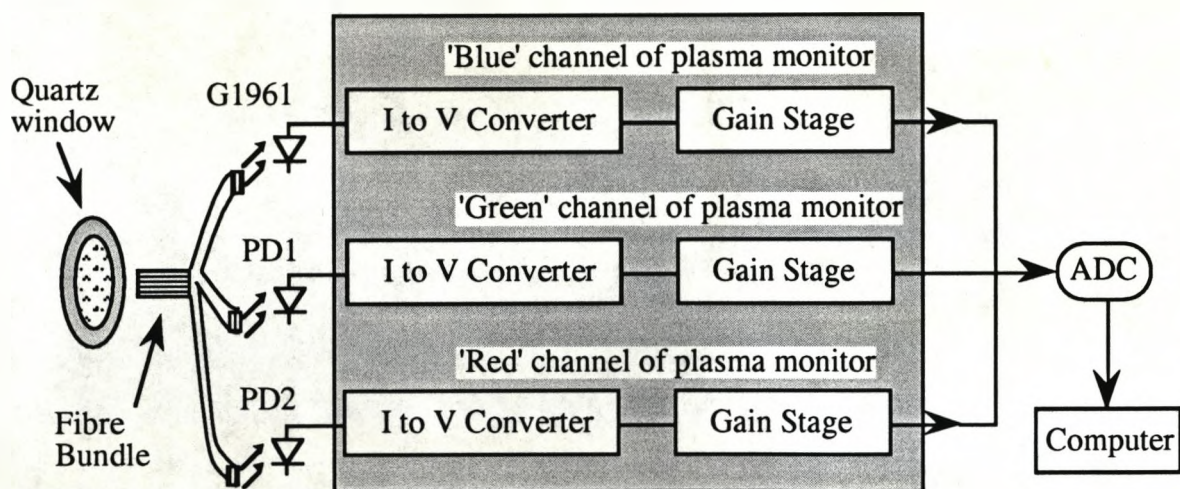 'Blue' channel of plasma monitor
Quartz
window
G1961
I to V Converter
Gain Stage
'Green' channel of plasma monitor
PD1
I to V Converter
Gain Stage
ADC
'Red' channel of plasma monitor
PD2
I to V Converter
Gain Stage
Fibre
Bundle
Computer